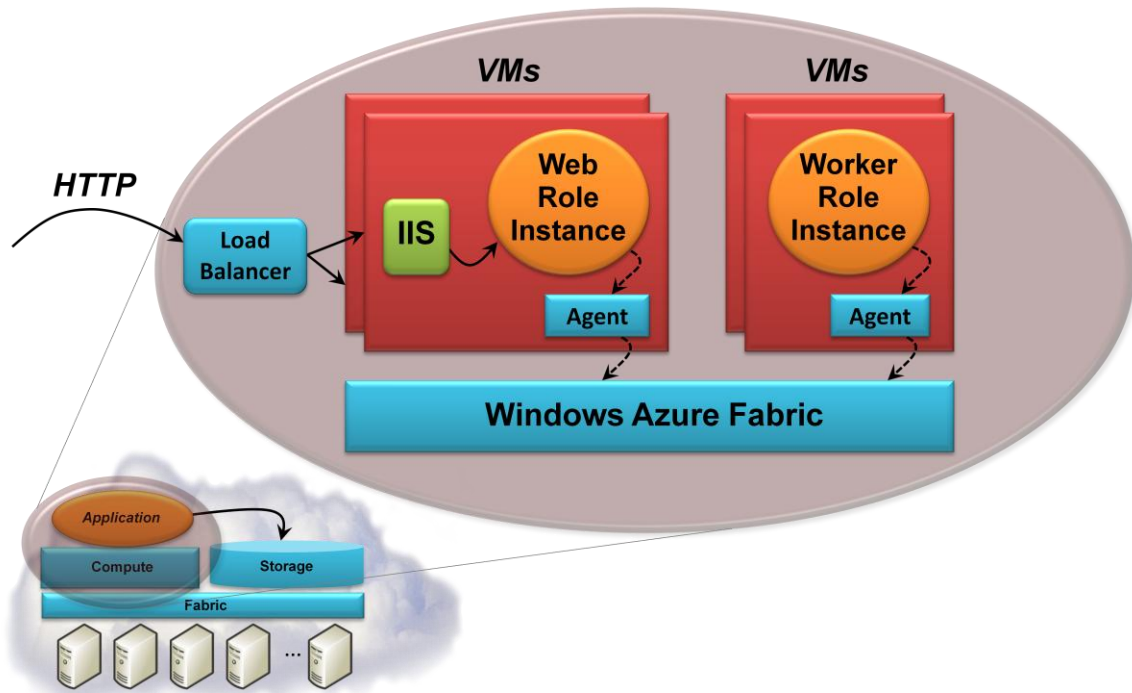 VMs
VMs
HTTP
Load
Balancer
IIS
Web
Role
Instance
Agent
Worker
Role
Instance
Agent
Windows Azure Fabric
Application
Compute
Storage
Fabric
...